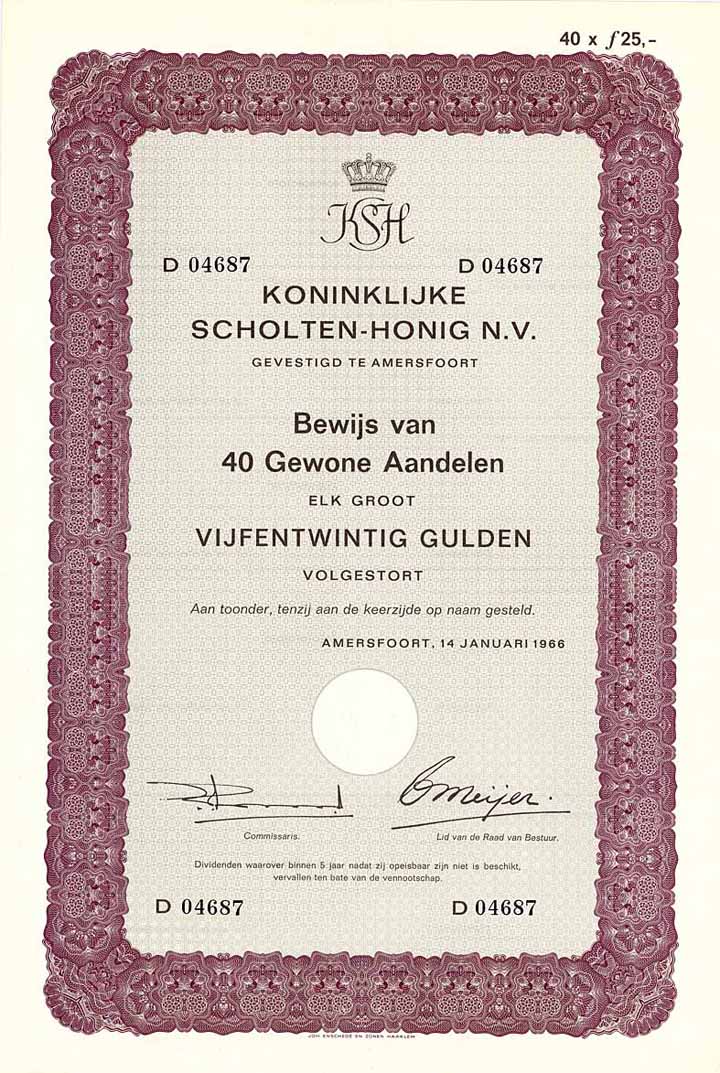 40 x ƒ25,-
KSH
D 04687 D 04687
KONINKLIJKE
SCHOLTEN-HONIG N.V.
GEVESTIGD TE AMERSFOORT
Bewijs van
40 Gewone Aandelen
ELK GROOT
VIJFENTWINTIG GULDEN
VOLGESTORT
Aan toonder, tenzij aan de keerzijde op naam gesteld.
AMERSFOORT, 14 JANUARI 1966
Meijer.
Commissaris. Lid van de Raad van Bestuur.
Dividenden waarover binnen 5 jaar nadat zij opeisbaar zijn niet is beschikt,
vervallen ten bate van de vennootschap.
D 04687 D 04687
JOH ENSCHEDÉ EN ZONEN HAARLEM